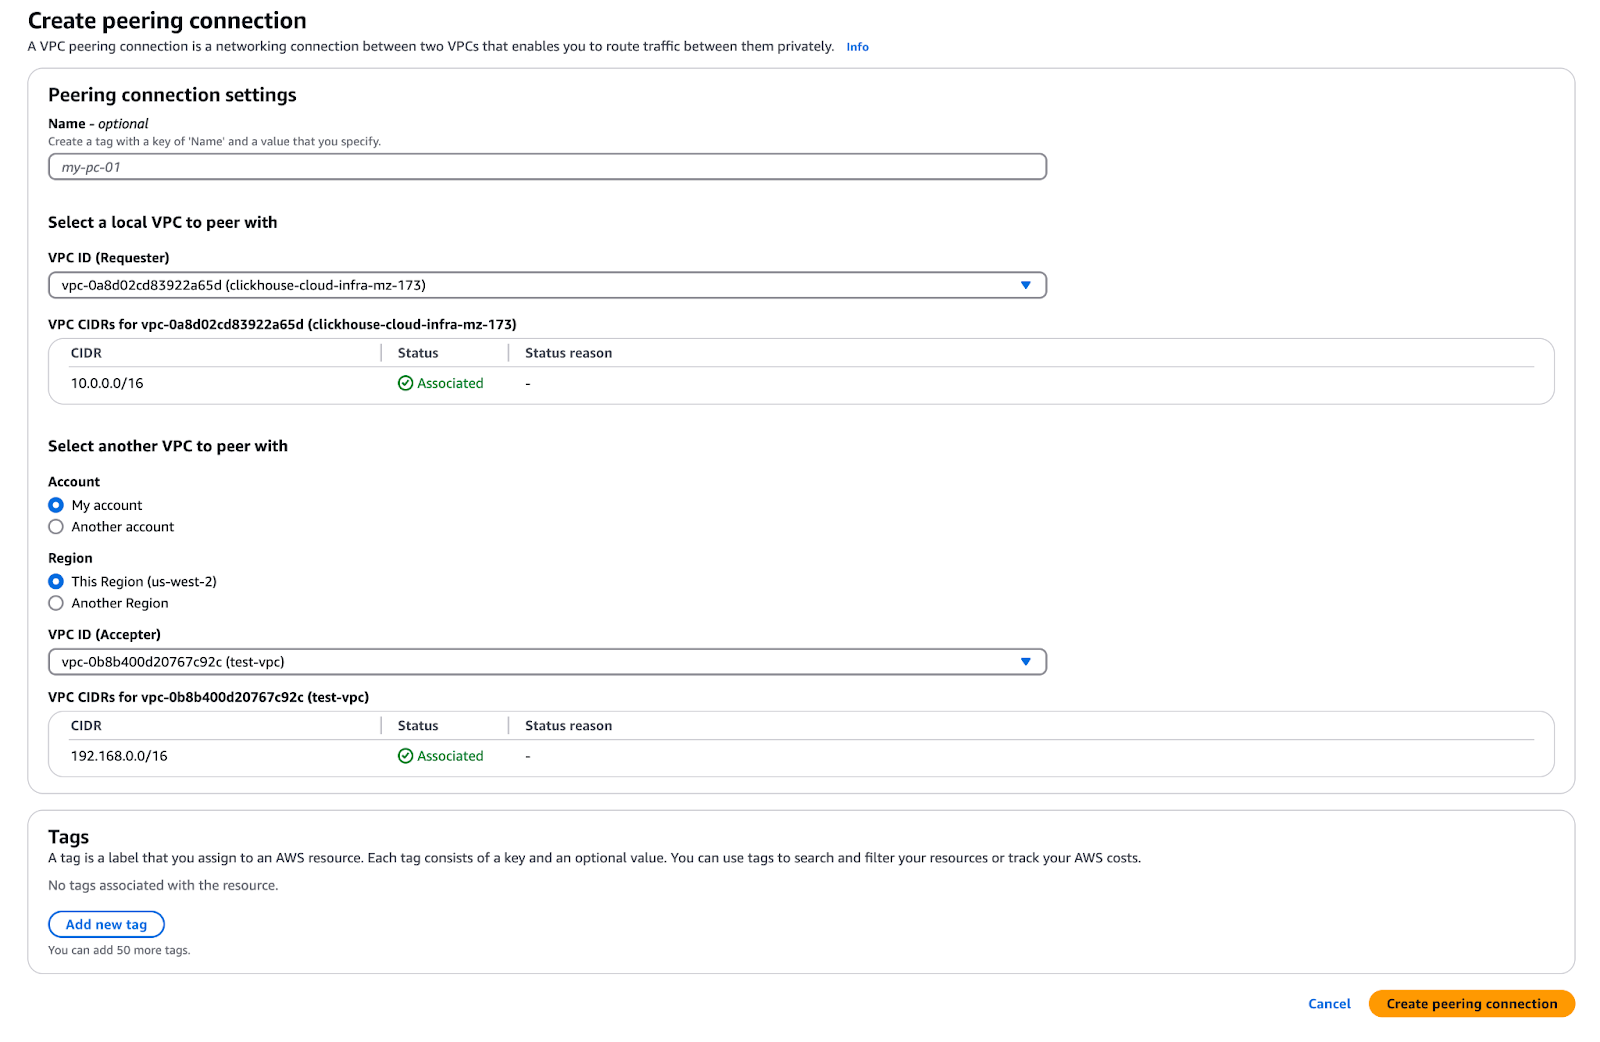 Create peering connection
A VPC peering connection is a networking connection between two VPCs that enables you to route traffic between them privately. Info
Peering connection settings
Name - optional
Create a tag with a key of 'Name' and a value that you specify.
my-pc-01
Select a local VPC to peer with
VPC ID (Requester)
vpc-0a8d02cd83922a65d (clickhouse-cloud-infra-mz-173)
VPC CIDRs for vpc-0a8d02cd83922a65d (clickhouse-cloud-infra-mz-173)
CIDR Status Status reason
10.0.0.0/16 Associated -
Select another VPC to peer with
Account
My account
Another account
Region
This Region (us-west-2)
Another Region
VPC ID (Accepter)
vpc-0b8b400d20767c92c (test-vpc)
VPC CIDRs for vpc-0b8b400d20767c92c (test-vpc)
CIDR Status Status reason
192.168.0.0/16 Associated -
Tags
A tag is a label that you assign to an AWS resource. Each tag consists of a key and an optional value. You can use tags to search and filter your resources or track your AWS costs.
No tags associated with the resource.
Add new tag
You can add 50 more tags.
Cancel Create peering connection